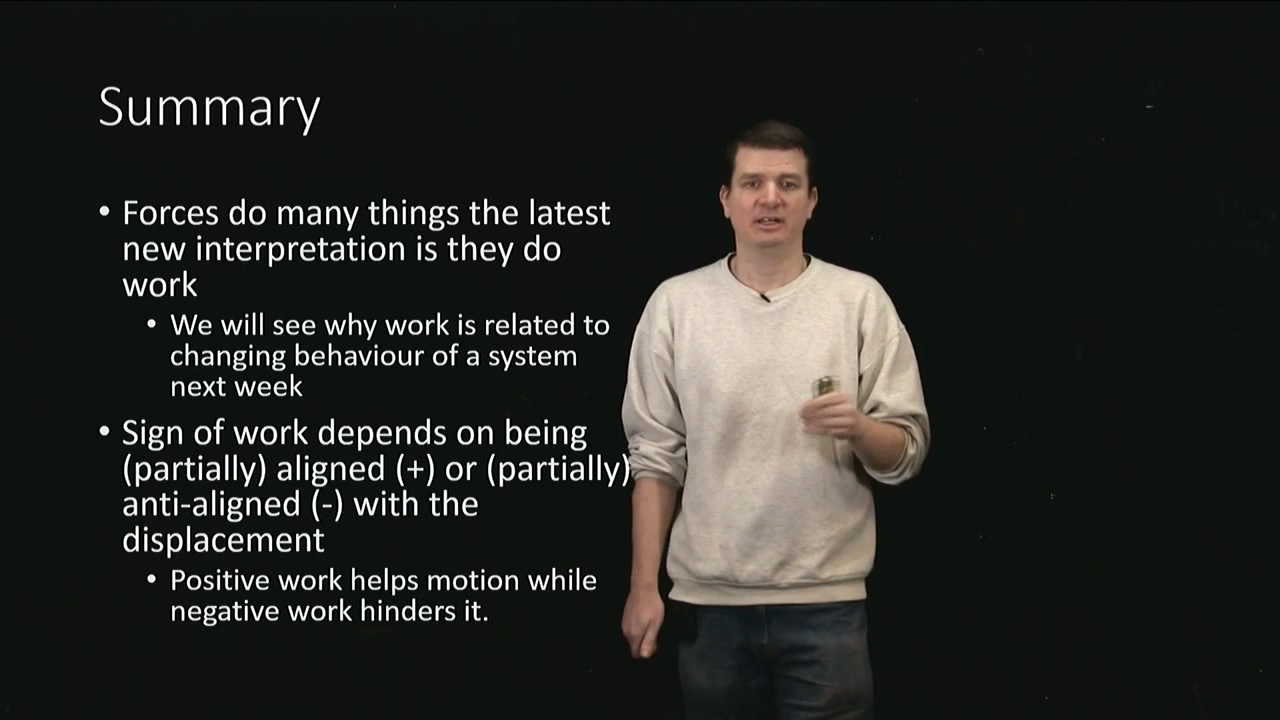 Summary
• Forces do many things the latest
new interpretation is they do
work
• We will see why work is related to
changing behaviour of a system
next week
• Sign of work depends on being
(partially) aligned (+) or (partially)
anti-aligned (-) with the
displacement
• Positive work helps motion while
negative work hinders it.